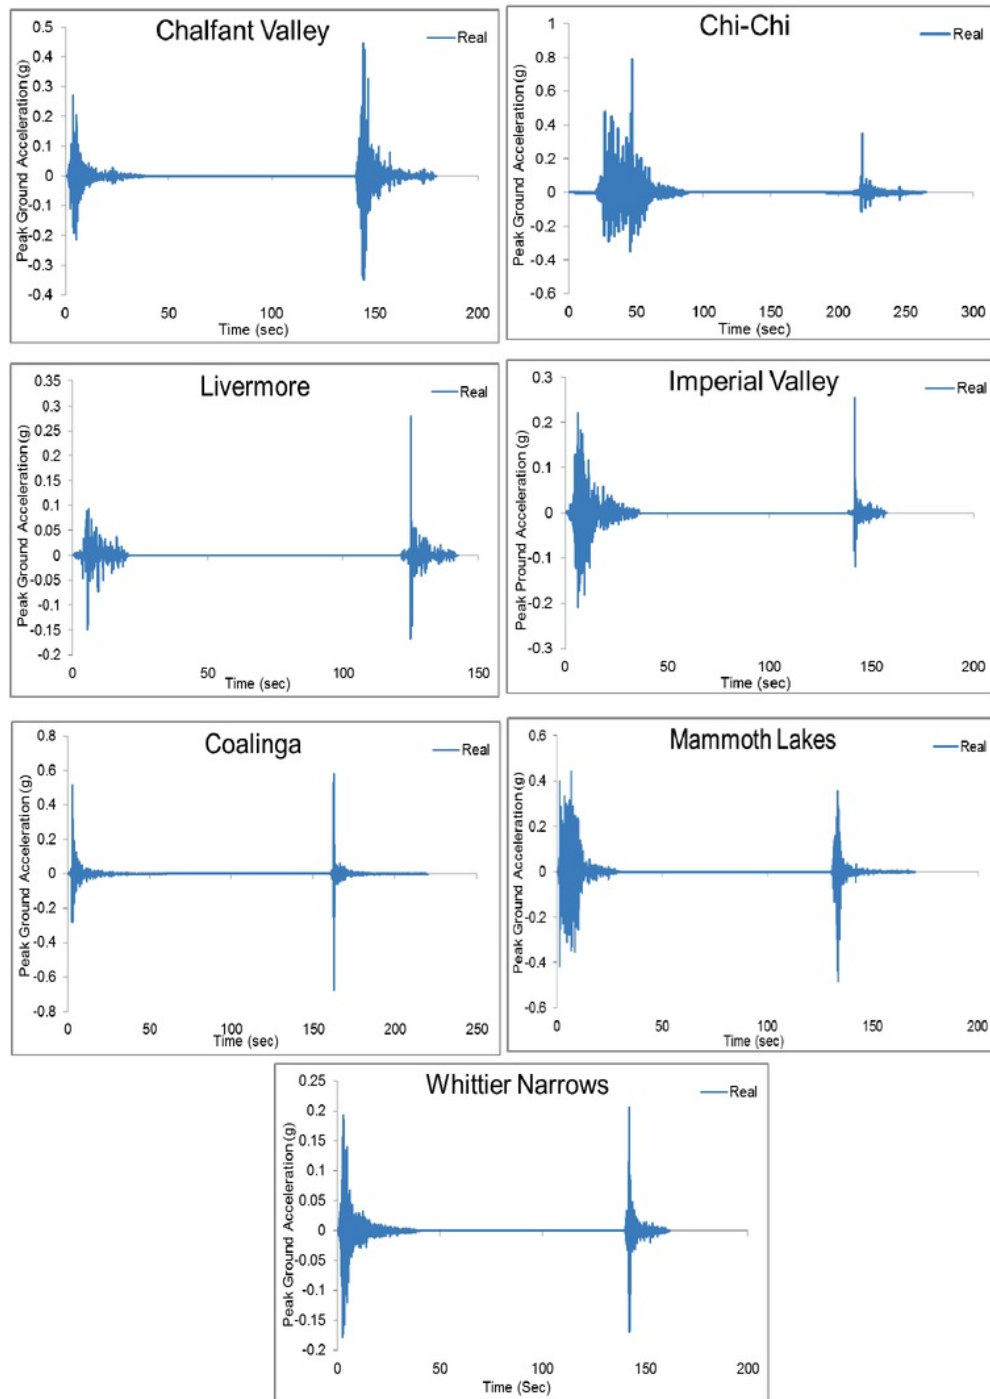 Chalfant Valley
Real
Peak Ground Acceleration (g)
0.5
0.4
0.3
0.2
0.1
0
-0.1
-0.2
-0.3
-0.4
0 50 100 150 200
Time (sec)
Chi-Chi
Real
Peak Ground Acceleration (g)
1
0.8
0.6
0.4
0.2
0
-0.2
-0.4
-0.6
0 50 100 150 200 250 300
Time (sec)
Livermore
Real
Peak Ground Acceleration (g)
0.35
0.3
0.25
0.2
0.15
0.1
0.05
0
-0.05
-0.1
-0.15
-0.2
0 50 100 150
Time (sec)
Imperial Valley
Real
Peak Pround Acceleration (g)
0.3
0.2
0.1
0
-0.1
-0.2
-0.3
0 50 100 150 200
Time (sec)
Coalinga
Real
Peak Ground Acceleration (g)
0.8
0.6
0.4
0.2
0
-0.2
-0.4
-0.6
-0.8
0 50 100 150 200 250
Time (sec)
Mammoth Lakes
Real
Peak Ground Acceleration (g)
0.6
0.4
0.2
0
-0.2
-0.4
-0.6
0 50 100 150 200
Time (sec)
Whittier Narrows
Real
Peak Ground Acceleration (g)
0.25
0.2
0.15
0.1
0.05
0
-0.05
-0.1
-0.15
-0.2
0 50 100 150 200
Time (Sec)